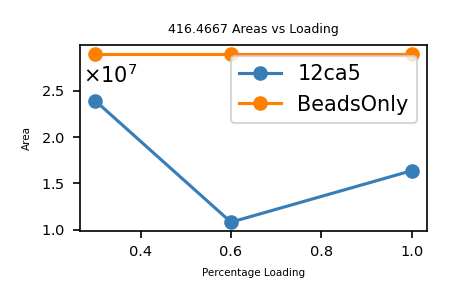 416.4667 Areas vs Loading
×10⁷
12ca5
BeadsOnly
2.5
2.0
1.5
1.0
Area
0.4 0.6 0.8 1.0
Percentage Loading